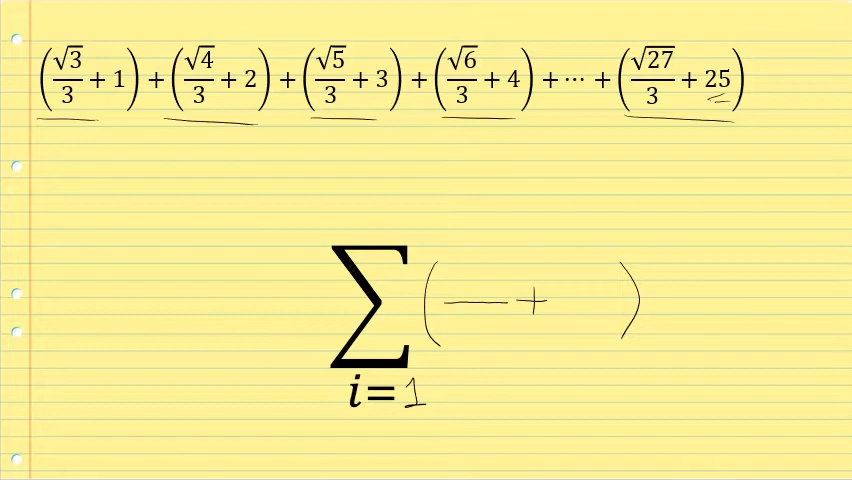 (√3/3 + 1) + (√4/3 + 2) + (√5/3 + 3) + (√6/3 + 4) + ⋯ + (√27/3 + 25)
∑ ( — + )
i = 1